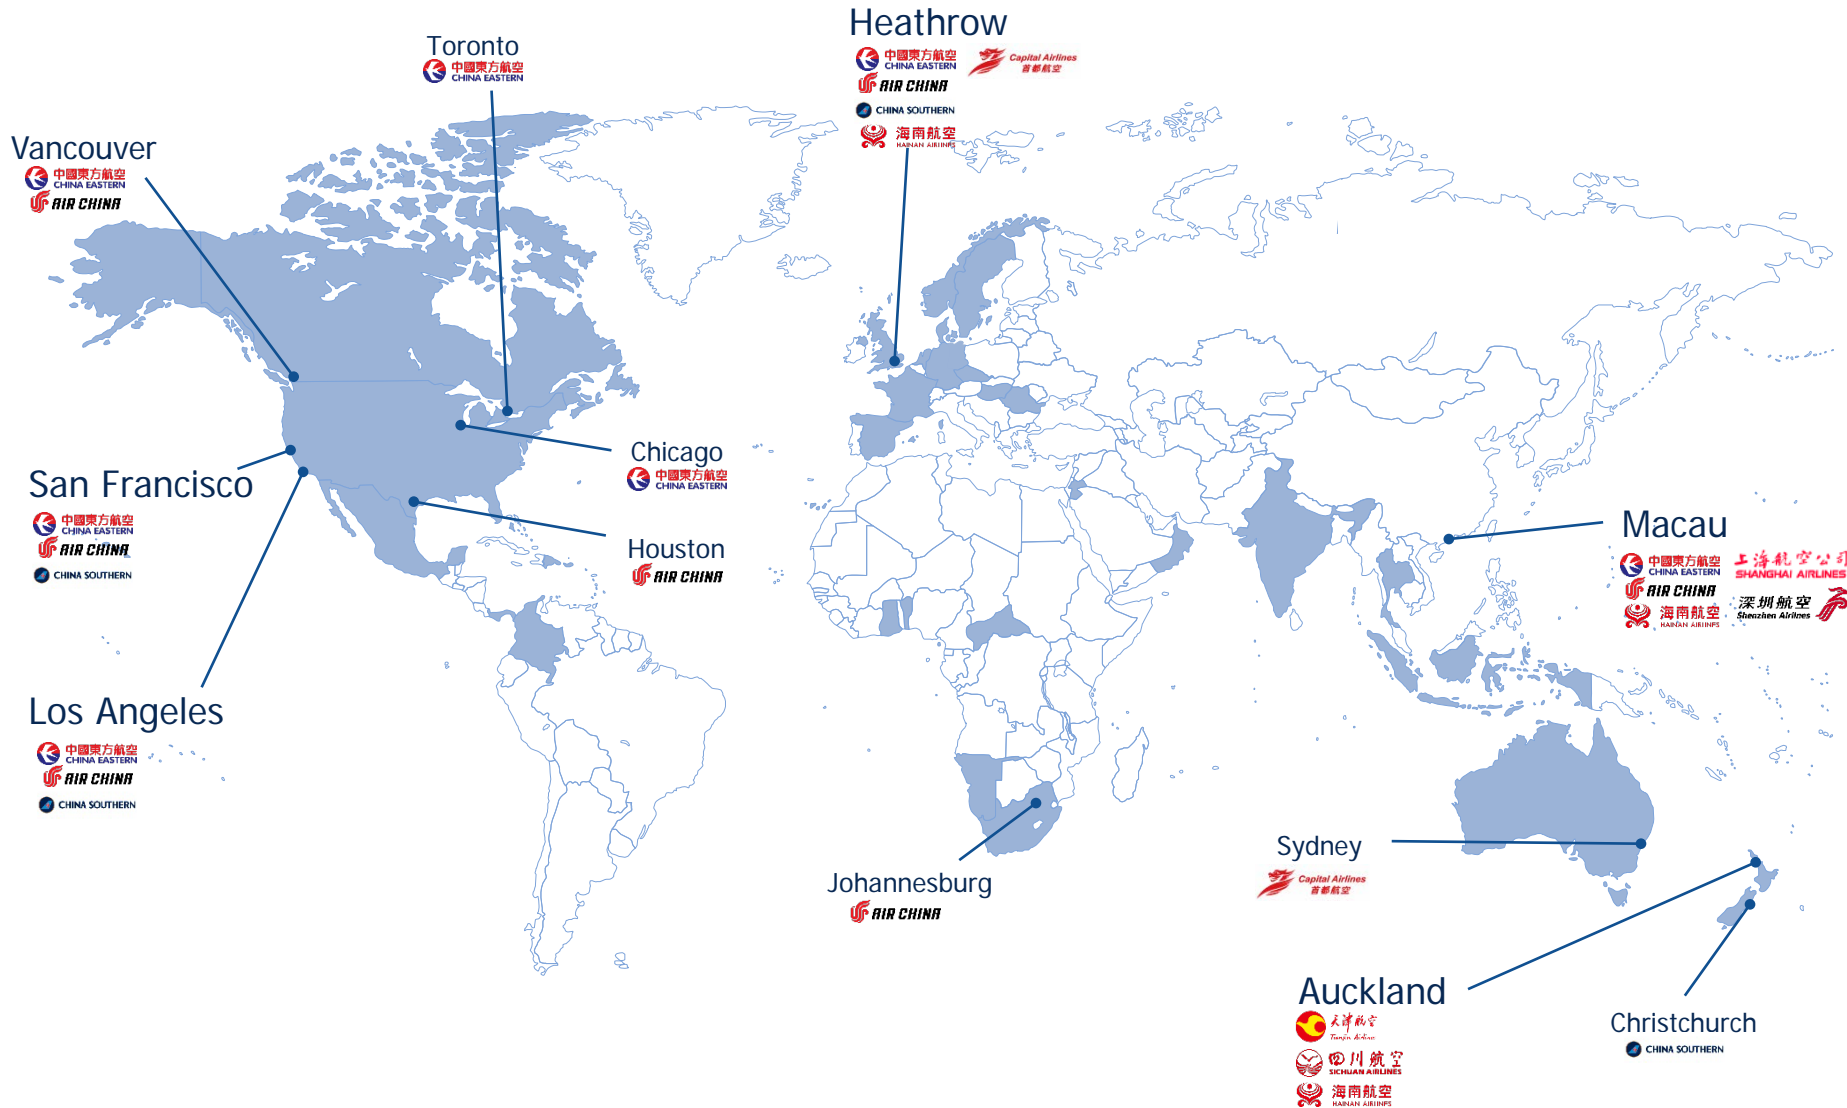 Heathrow
中國東方航空
CHINA EASTERN
Capital Airlines
首都航空
AIR CHINA
CHINA SOUTHERN
海南航空
HAINAN AIRLINES
Toronto
中國東方航空
CHINA EASTERN
Vancouver
中國東方航空
CHINA EASTERN
AIR CHINA
San Francisco
中國東方航空
CHINA EASTERN
AIR CHINA
CHINA SOUTHERN
Los Angeles
中國東方航空
CHINA EASTERN
AIR CHINA
CHINA SOUTHERN
Chicago
中國東方航空
CHINA EASTERN
Houston
AIR CHINA
Macau
中國東方航空
CHINA EASTERN
上海航空公司
SHANGHAI AIRLINES
AIR CHINA
深圳航空
Shenzhen Airlines
海南航空
HAINAN AIRLINES
Johannesburg
AIR CHINA
Sydney
Capital Airlines
首都航空
Auckland
天津航空
Tianjin Airlines
四川航空
SICHUAN AIRLINES
海南航空
HAINAN AIRLINES
Christchurch
CHINA SOUTHERN